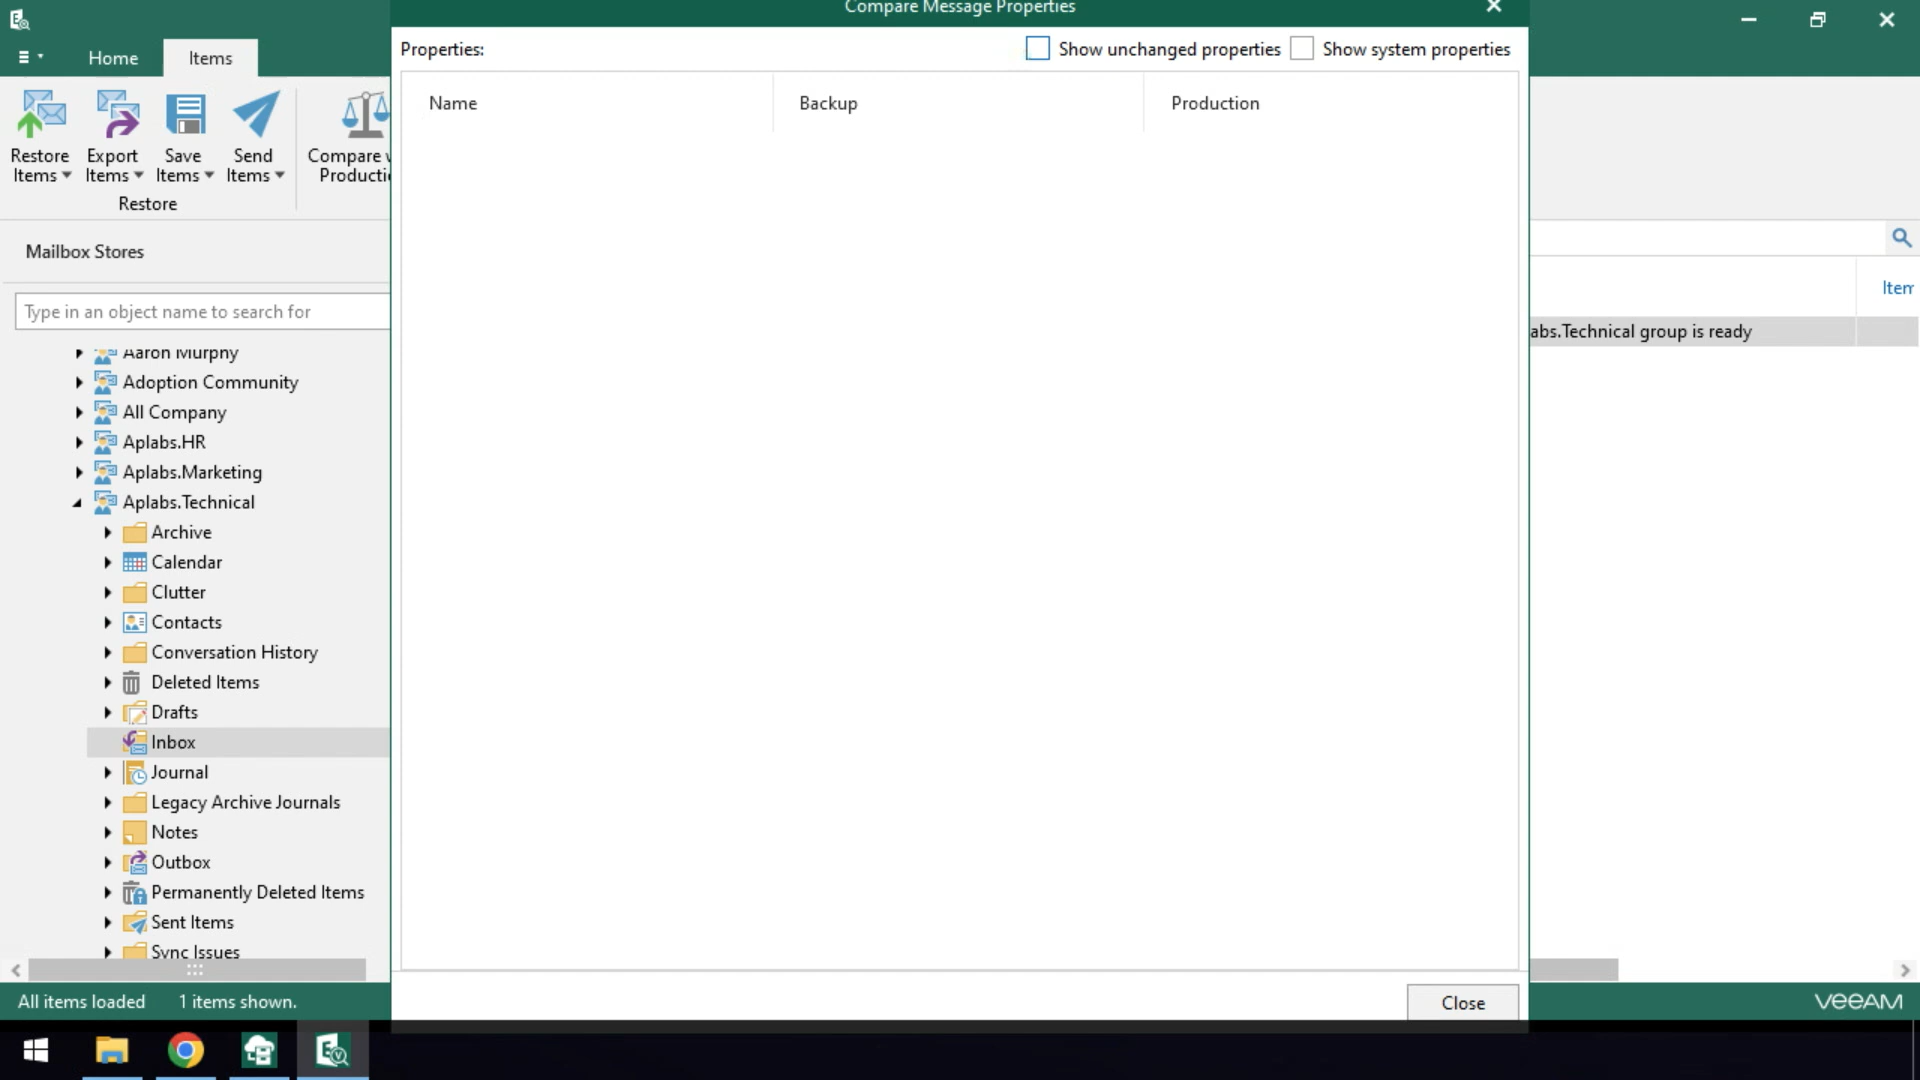 Compare Message Properties
Home
Items
Properties:
Show unchanged properties
Show system properties
Name
Backup
Production
Restore Items
Export Items
Save Items
Send Items
Compare
Restore
Mailbox Stores
Type in an object name to search for
abs.Technical group is ready
Aaron Murphy
Adoption Community
All Company
Aplabs.HR
Aplabs.Marketing
Aplabs.Technical
Archive
Calendar
Clutter
Contacts
Conversation History
Deleted Items
Drafts
Inbox
Journal
Legacy Archive Journals
Notes
Outbox
Permanently Deleted Items
Sent Items
Sync Issues
All items loaded
1 items shown.
Close
VEEAM